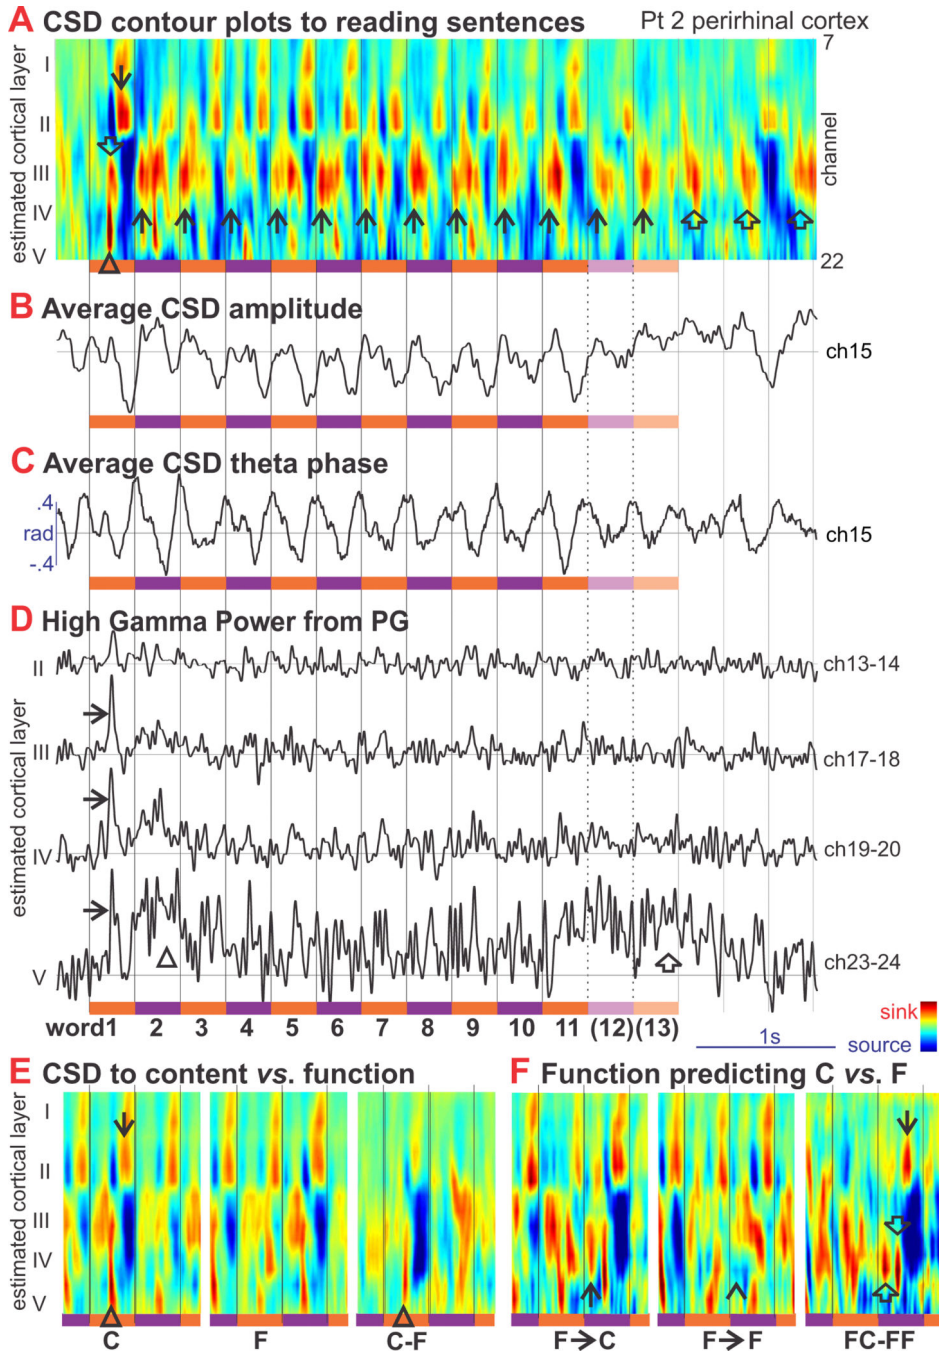 A CSD contour plots to reading sentences
Pt 2 perirhinal cortex
estimated cortical layer
I
II
III
IV
V
7
channel
22
B Average CSD amplitude
ch15
C Average CSD theta phase
.4
rad
-.4
ch15
D High Gamma Power from PG
estimated cortical layer
II
III
IV
V
ch13-14
ch17-18
ch19-20
ch23-24
word1 2 3 4 5 6 7 8 9 10 11 (12) (13)
1s
sink
source
E CSD to content vs. function
F Function predicting C vs. F
estimated cortical layer
I
II
III
IV
V
I
II
III
IV
V
C
F
C-F
F→C
F→F
FC-FF